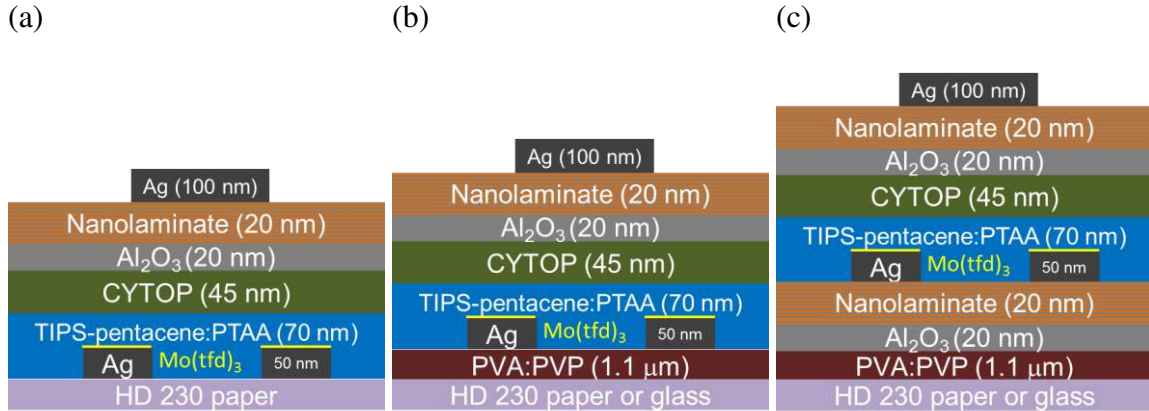 (a)
Ag (100 nm)
Nanolaminate (20 nm)
Al₂O₃ (20 nm)
CYTOP (45 nm)
TIPS-pentacene:PTAA (70 nm)
Ag Mo(tfd)₃ 50 nm
HD 230 paper
(b)
Ag (100 nm)
Nanolaminate (20 nm)
Al₂O₃ (20 nm)
CYTOP (45 nm)
TIPS-pentacene:PTAA (70 nm)
Ag Mo(tfd)₃ 50 nm
PVA:PVP (1.1 μm)
HD 230 paper or glass
(c)
Ag (100 nm)
Nanolaminate (20 nm)
Al₂O₃ (20 nm)
CYTOP (45 nm)
TIPS-pentacene:PTAA (70 nm)
Ag Mo(tfd)₃ 50 nm
Nanolaminate (20 nm)
Al₂O₃ (20 nm)
PVA:PVP (1.1 μm)
HD 230 paper or glass